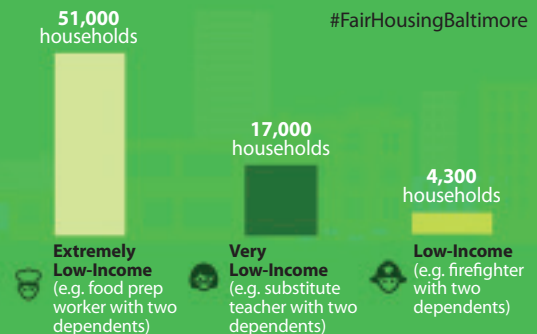 51,000
households
#FairHousingBaltimore
17,000
households
4,300
households
Extremely
Low-Income
(e.g. food prep
worker with two
dependents)
Very
Low-Income
(e.g. substitute
teacher with two
dependents)
Low-Income
(e.g. firefighter
with two
dependents)